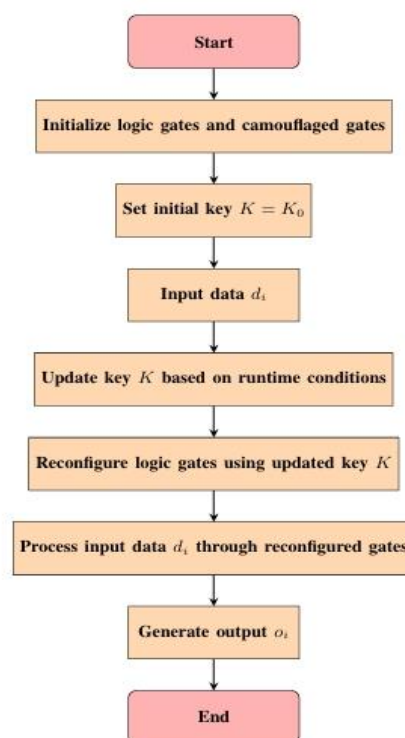 Start
Initialize logic gates and camouflaged gates
Set initial key K = K₀
Input data dᵢ
Update key K based on runtime conditions
Reconfigure logic gates using updated key K
Process input data dᵢ through reconfigured gates
Generate output oᵢ
End